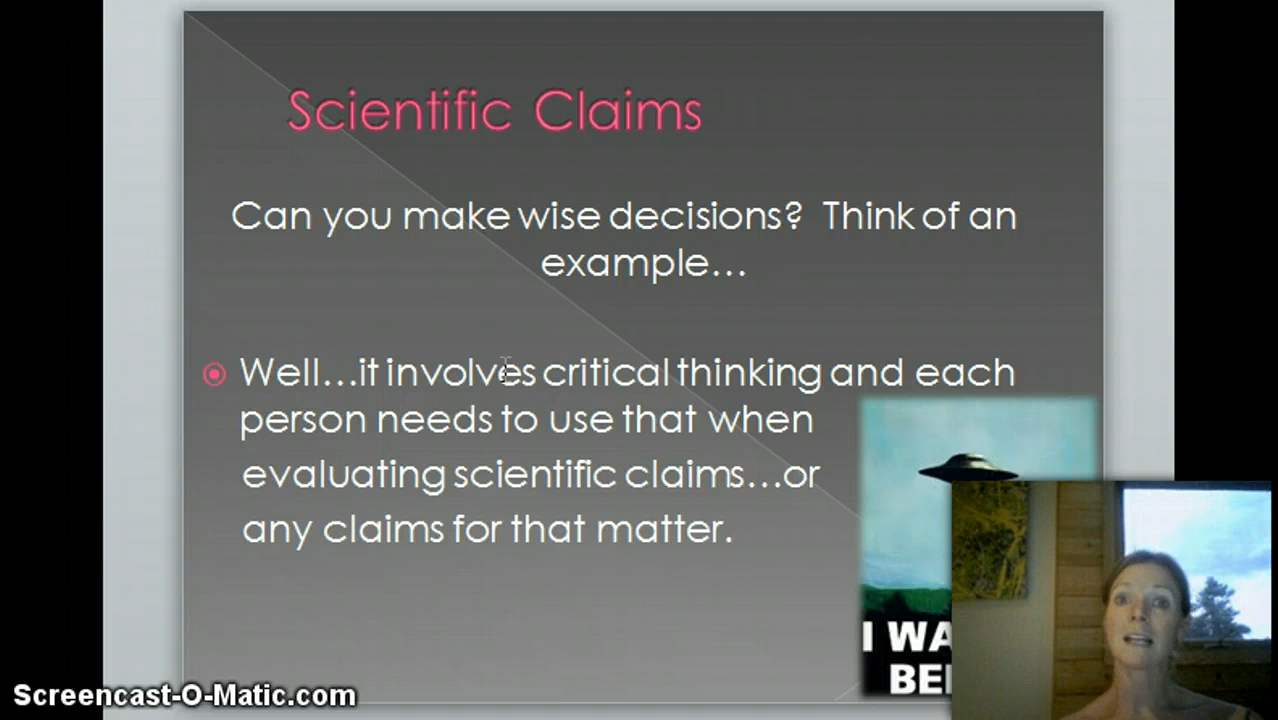 Scientific Claims
Can you make wise decisions? Think of an
example...
Well...it involves critical thinking and each
person needs to use that when
evaluating scientific claims...or
any claims for that matter.
I WA
BE
Screencast-O-Matic.com